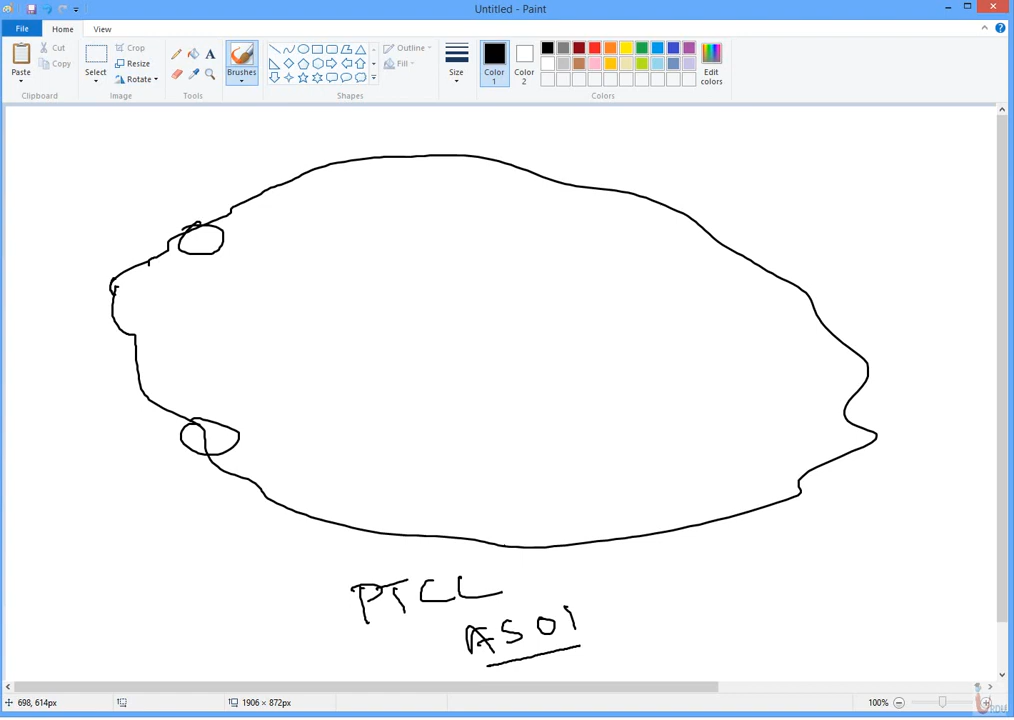 Untitled - Paint
File Home View
Paste
Cut
Copy
Clipboard
Select
Crop
Resize
Rotate
Image
Tools
Brushes
Shapes
Outline
Fill
Size
Color 1
Color 2
Edit colors
Colors
PTCL
AS01
698, 614px
1906 × 872px
100%
URDU